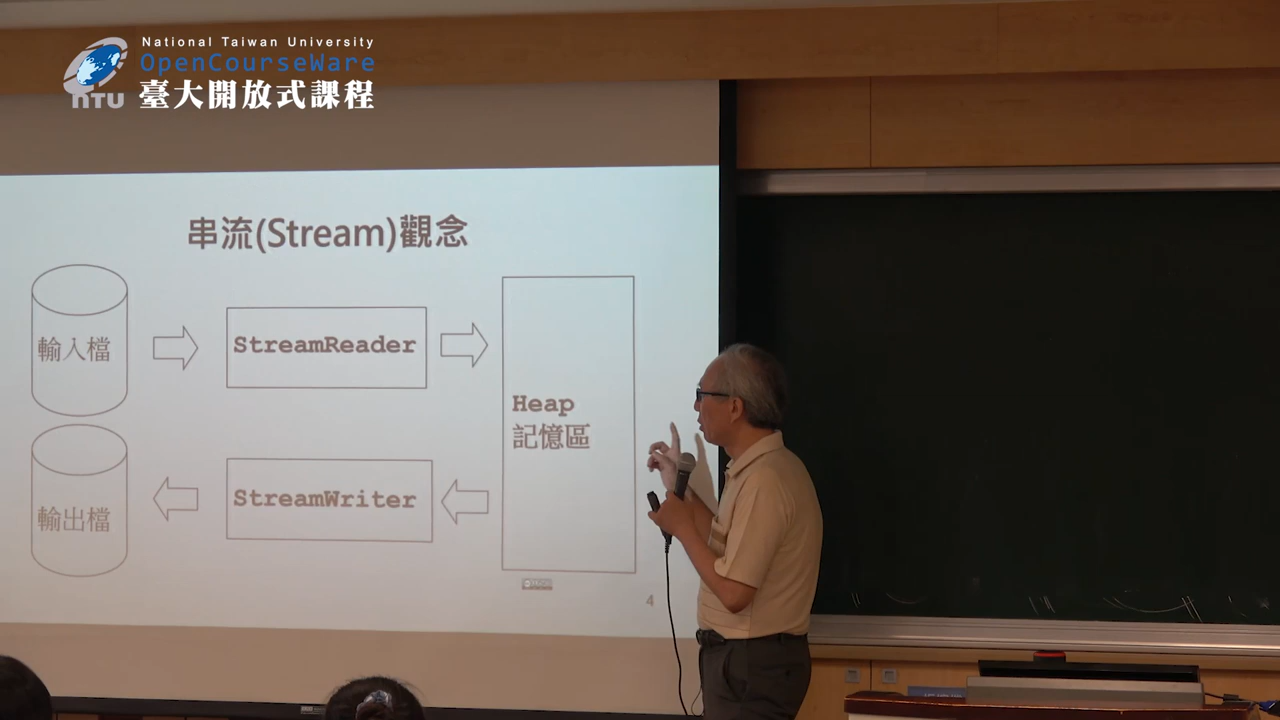 National Taiwan University
OpenCourseWare
臺大開放式課程
nTU
串流(Stream)觀念
輸入檔
StreamReader
Heap
記憶區
輸出檔
StreamWriter
4